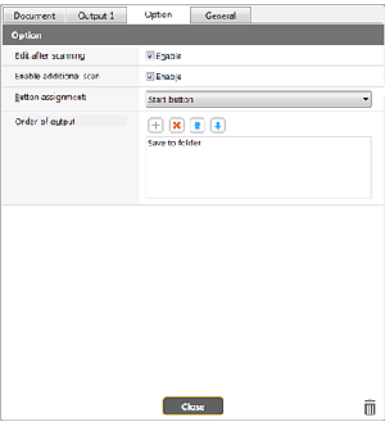 Document Output 1 Option General
Option
Edit after scanning Enable
Enable additional scan Enable
Button assignment: Start button
Order of output
Save to folder
Close